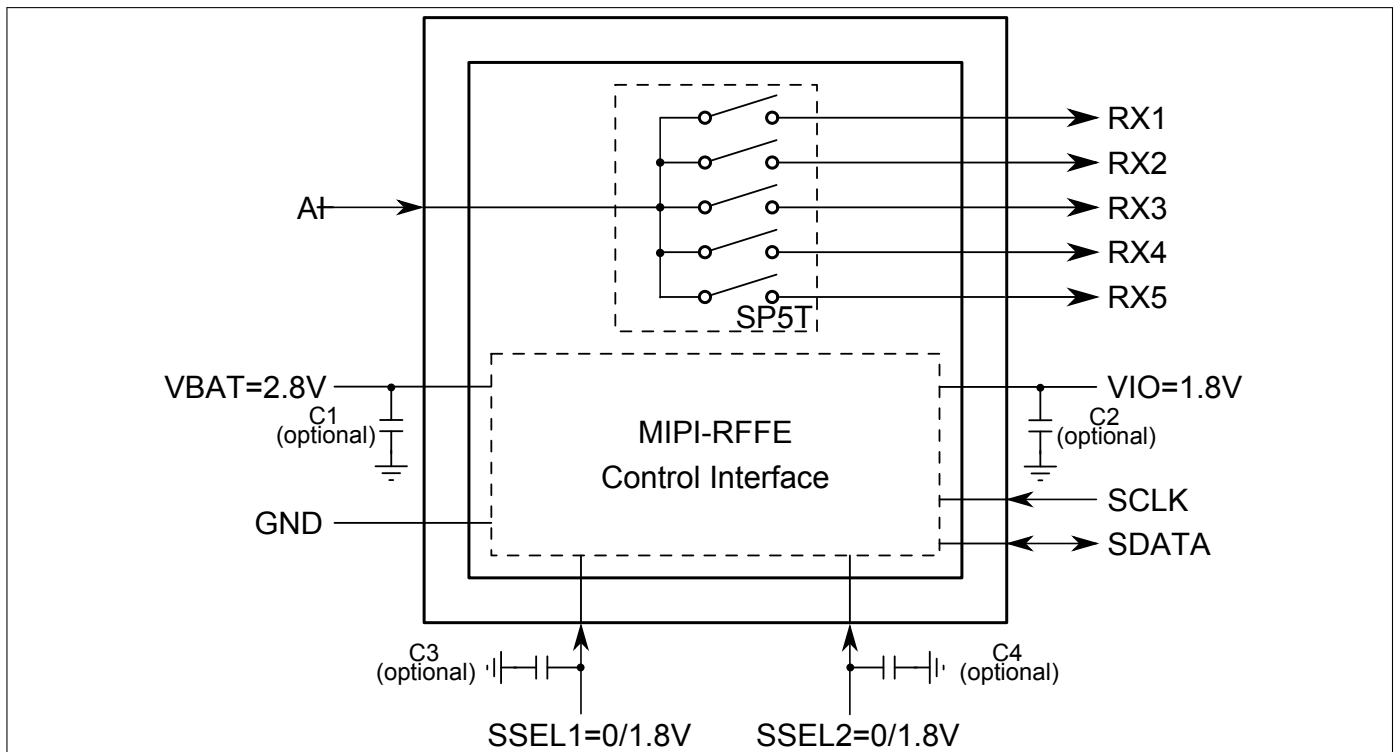 RX1
RX2
AI
RX3
RX4
RX5
SP5T
VBAT=2.8V
C1
(optional)
MIPI-RFFE
Control Interface
VIO=1.8V
C2
(optional)
GND
SCLK
SDATA
C3
(optional)
C4
(optional)
SSEL1=0/1.8V
SSEL2=0/1.8V